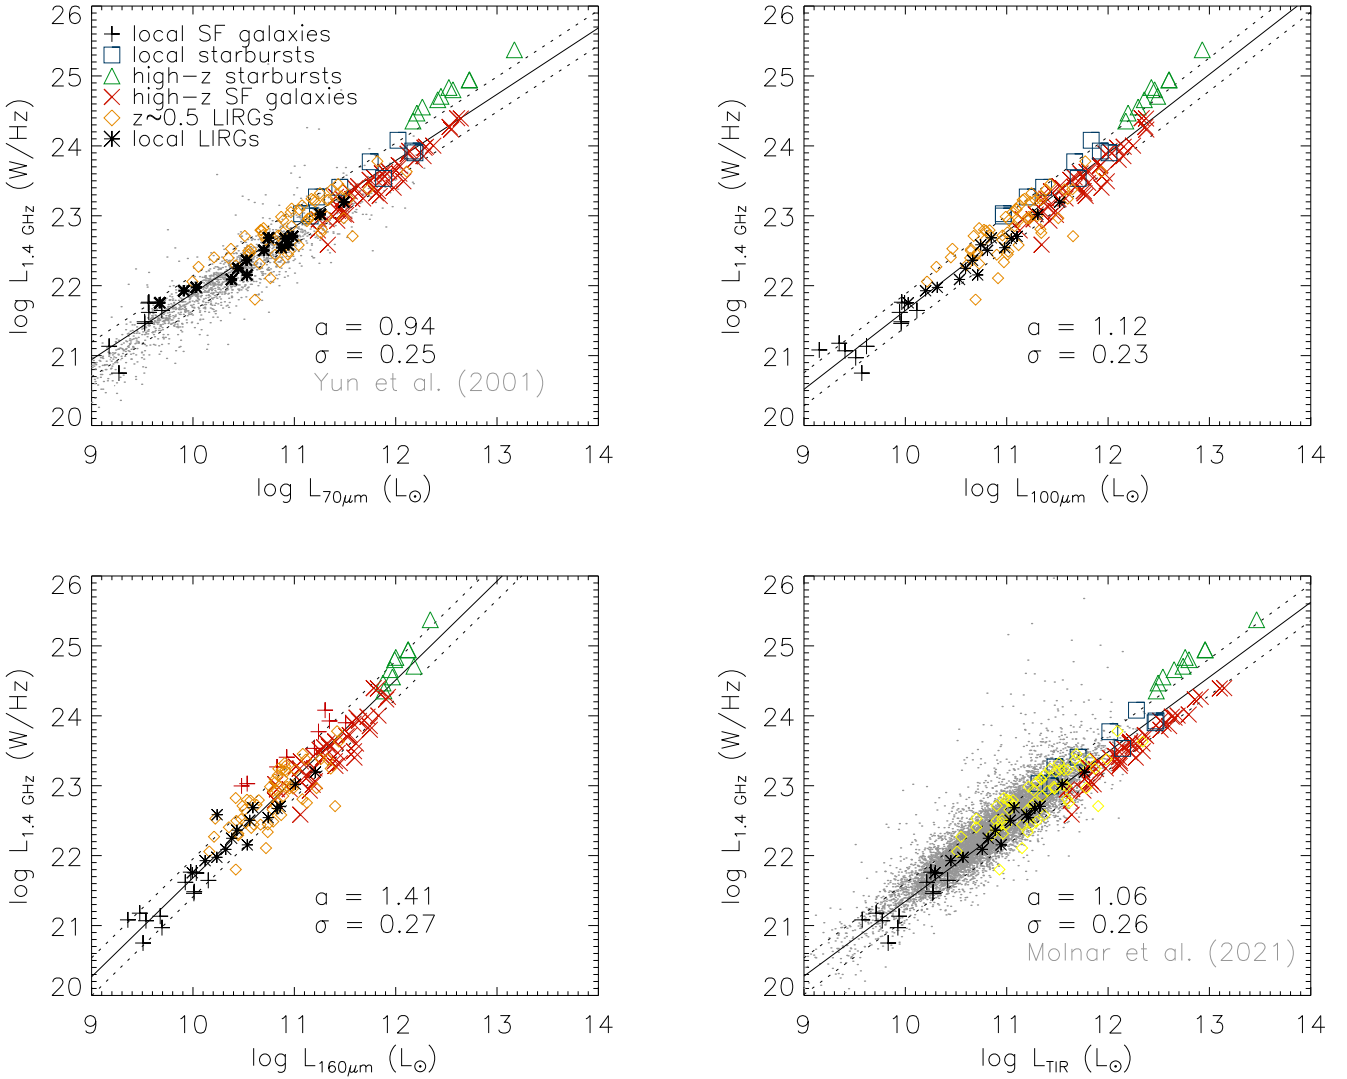 26
25
24
23
22
21
20
log L1.4 GHz (W/Hz)
local SF galaxies
local starbursts
high-z starbursts
high-z SF galaxies
z~0.5 LIRGs
local LIRGs
a = 0.94
σ = 0.25
Yun et al. (2001)
9 10 11 12 13 14
log L70μm (L⊙)
26
25
24
23
22
21
20
log L1.4 GHz (W/Hz)
a = 1.12
σ = 0.23
9 10 11 12 13 14
log L100μm (L⊙)
26
25
24
23
22
21
20
log L1.4 GHz (W/Hz)
a = 1.41
σ = 0.27
9 10 11 12 13 14
log L160μm (L⊙)
26
25
24
23
22
21
20
log L1.4 GHz (W/Hz)
a = 1.06
σ = 0.26
Molnar et al. (2021)
9 10 11 12 13 14
log LTIR (L⊙)